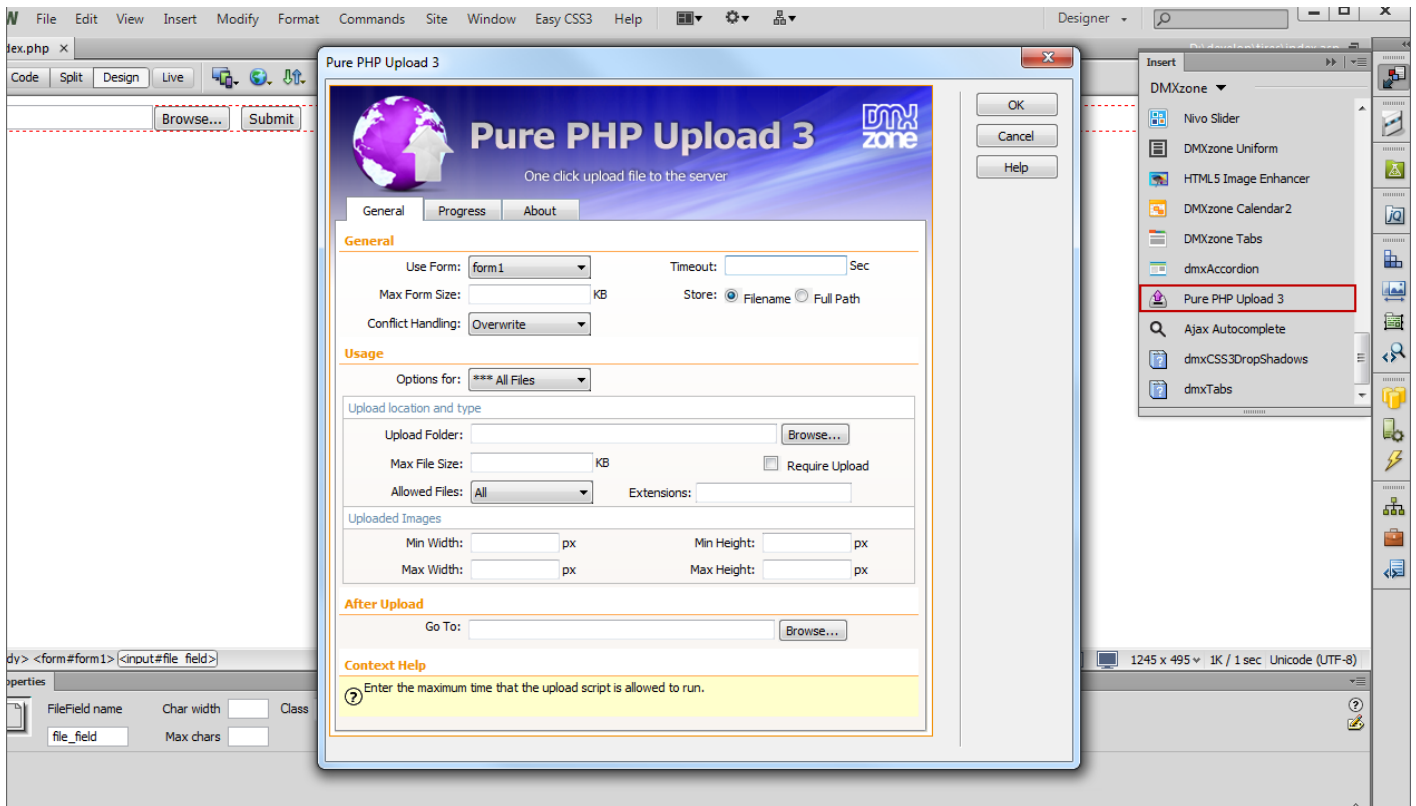 W File Edit View Insert Modify Format Commands Site Window Easy CSS3 Help Designer
dex.php
Code Split Design Live
Browse... Submit
Pure PHP Upload 3
Pure PHP Upload 3
DMX zone
One click upload file to the server
General Progress About
General
Use Form: form1 Timeout: Sec
Max Form Size: KB Store: Filename Full Path
Conflict Handling: Overwrite
Usage
Options for: *** All Files
Upload location and type
Upload Folder: Browse...
Max File Size: KB Require Upload
Allowed Files: All Extensions:
Uploaded Images
Min Width: px Min Height: px
Max Width: px Max Height: px
After Upload
Go To: Browse...
Context Help
Enter the maximum time that the upload script is allowed to run.
OK
Cancel
Help
Insert
DMXzone
Nivo Slider
DMXzone Uniform
HTML5 Image Enhancer
DMXzone Calendar2
DMXzone Tabs
dmxAccordion
Pure PHP Upload 3
Ajax Autocomplete
dmxCSS3DropShadows
dmxTabs
jQ
dy> <form#form1> <input#file_field>
1245 x 495 1K / 1 sec Unicode (UTF-8)
operties
FileField name Char width Class
file_field Max chars